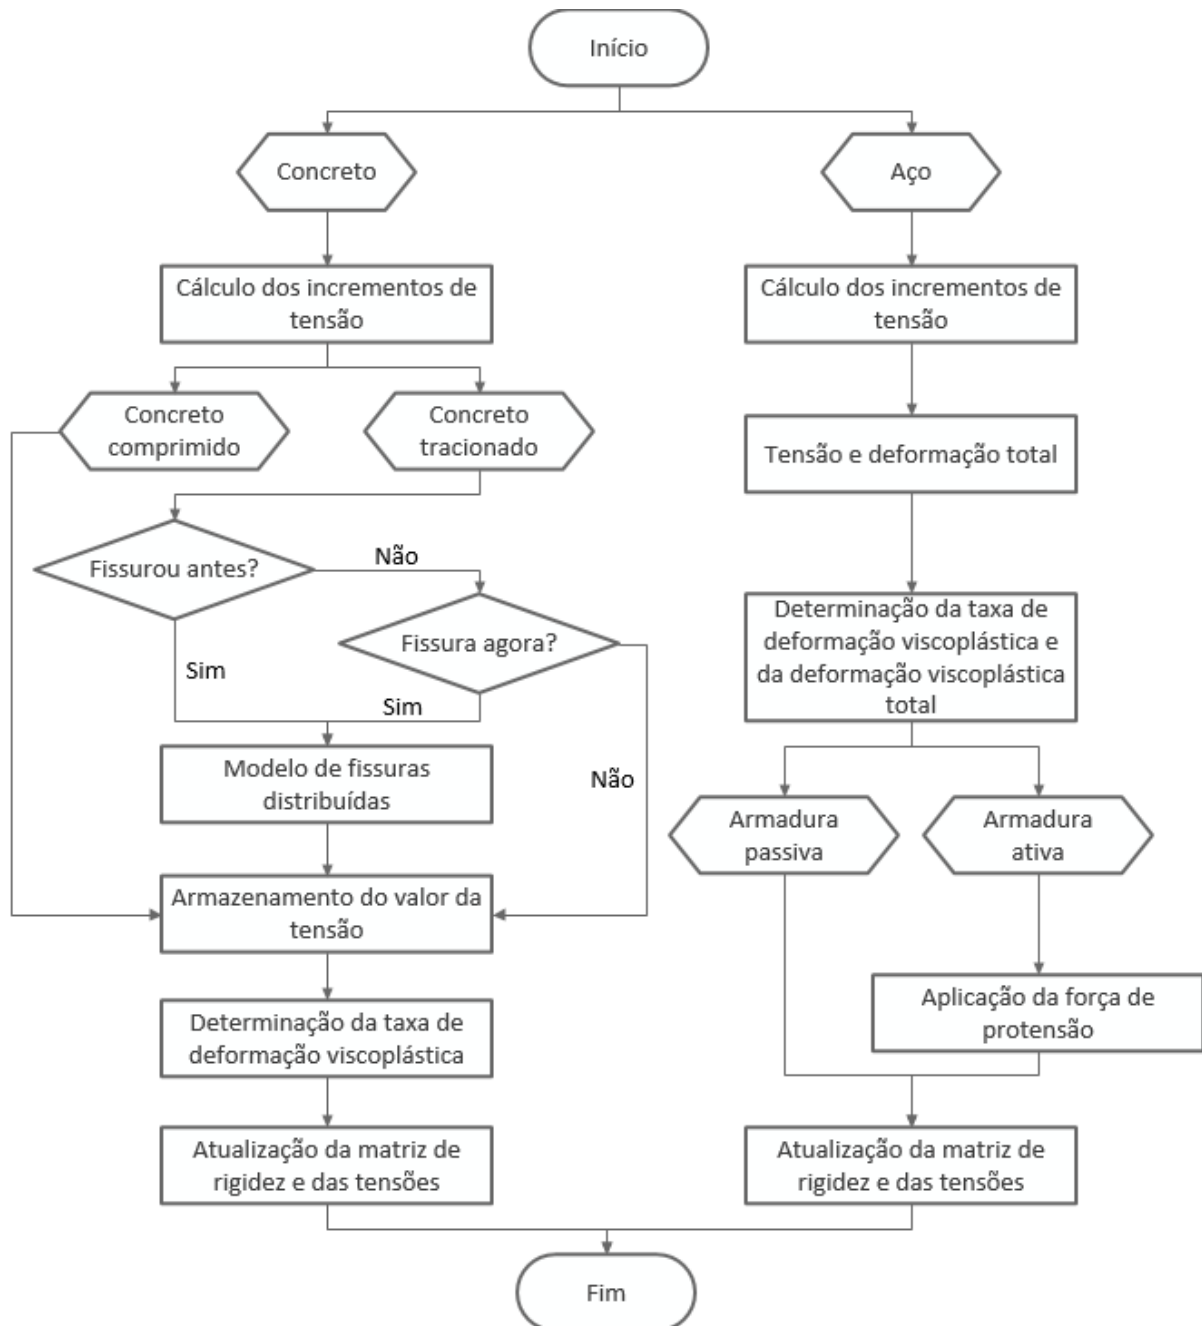 Início
Concreto
Aço
Cálculo dos incrementos de
tensão
Cálculo dos incrementos de
tensão
Concreto
comprimido
Concreto
tracionado
Tensão e deformação total
Fissurou antes?
Não
Fissura agora?
Sim
Sim
Não
Determinação da taxa de
deformação viscoplástica e
da deformação viscoplástica
total
Modelo de fissuras
distribuídas
Armadura
passiva
Armadura
ativa
Armazenamento do valor da
tensão
Aplicação da força de
protensão
Determinação da taxa de
deformação viscoplástica
Atualização da matriz de
rigidez e das tensões
Atualização da matriz de
rigidez e das tensões
Fim